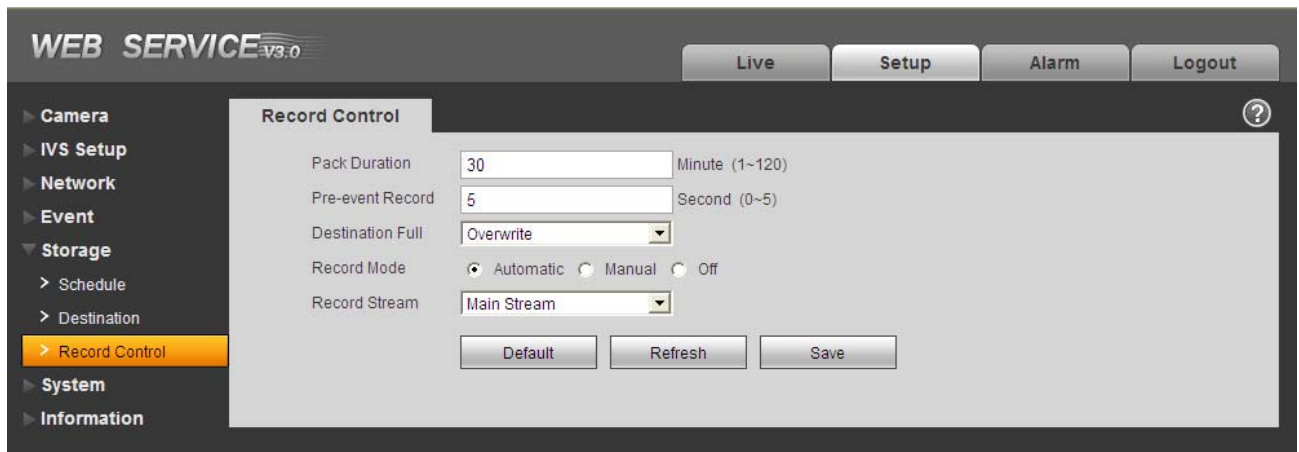 WEB SERVICE V3.0
Live Setup Alarm Logout
Camera
IVS Setup
Network
Event
Storage
> Schedule
> Destination
> Record Control
System
Information
Record Control ?
Pack Duration 30 Minute (1~120)
Pre-event Record 5 Second (0~5)
Destination Full Overwrite
Record Mode Automatic Manual Off
Record Stream Main Stream
Default Refresh Save